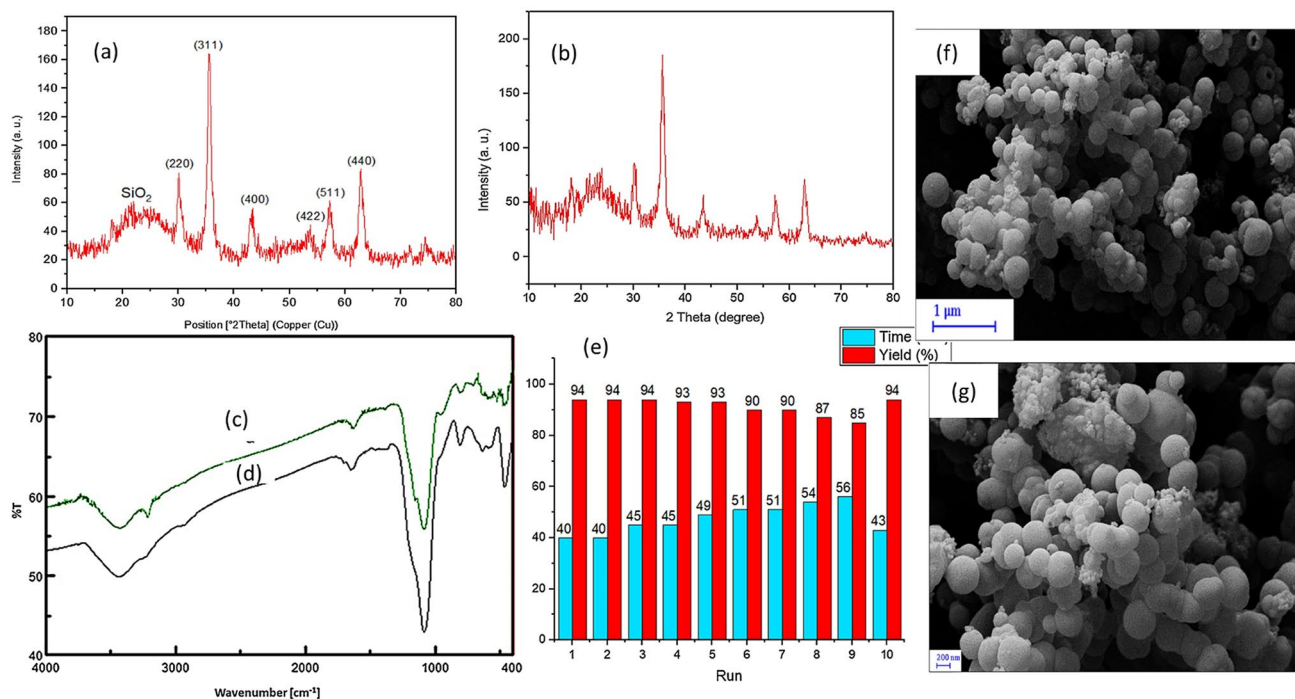 (a)
Intensity (a. u.)
180
160
140
120
100
80
60
40
20
0
SiO2
(220)
(311)
(400)
(422)
(511)
(440)
10 20 30 40 50 60 70 80
Position [°2Theta] (Copper (Cu))
(b)
Intensity (a. u.)
200
150
100
50
0
10 20 30 40 50 60 70 80
2 Theta (degree)
(f)
1 µm
%T
80
70
60
50
40
(c)
(d)
4000 3000 2000 1000 400
Wavenumber [cm-1]
(e)
Time
Yield (%)
100
80
60
40
20
0
94 94 94 93 93 90 90 87 85 94
40 40 45 45 49 51 51 54 56 43
1 2 3 4 5 6 7 8 9 10
Run
(g)
200 nm